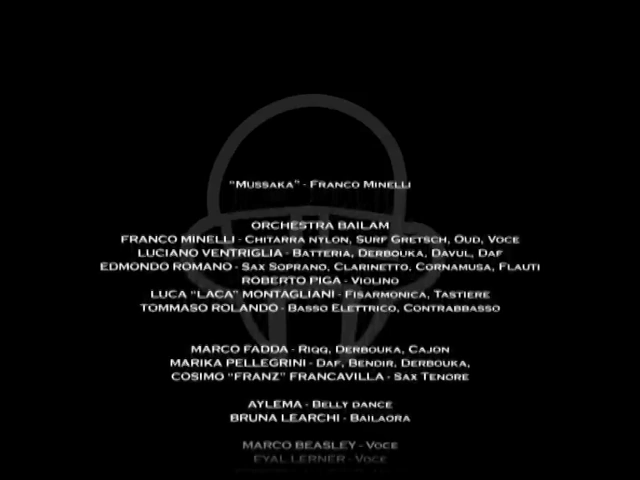 “Mussaka” - Franco Minelli
ORCHESTRA BAILAM
FRANCO MINELLI - Chitarra nylon, Surf Gretsch, Oud, Voce
LUCIANO VENTRIGLIA - Batteria, Derbouka, Davul, Daf
EDMONDO ROMANO - Sax Soprano, Clarinetto, Cornamusa, Flauti
ROBERTO PIGA - Violino
LUCA “LACA” MONTAGLIANI - Fisarmonica, Tastiere
TOMMASO ROLANDO - Basso Elettrico, Contrabbasso
MARCO FADDA - Riqq, Derbouka, Cajon
MARIKA PELLEGRINI - Daf, Bendir, Derbouka,
COSIMO “FRANZ” FRANCAVILLA - Sax Tenore
AYLEMA - Belly dance
BRUNA LEARCHI - Bailaora
MARCO BEASLEY - Voce
EYAL LERNER - Voce